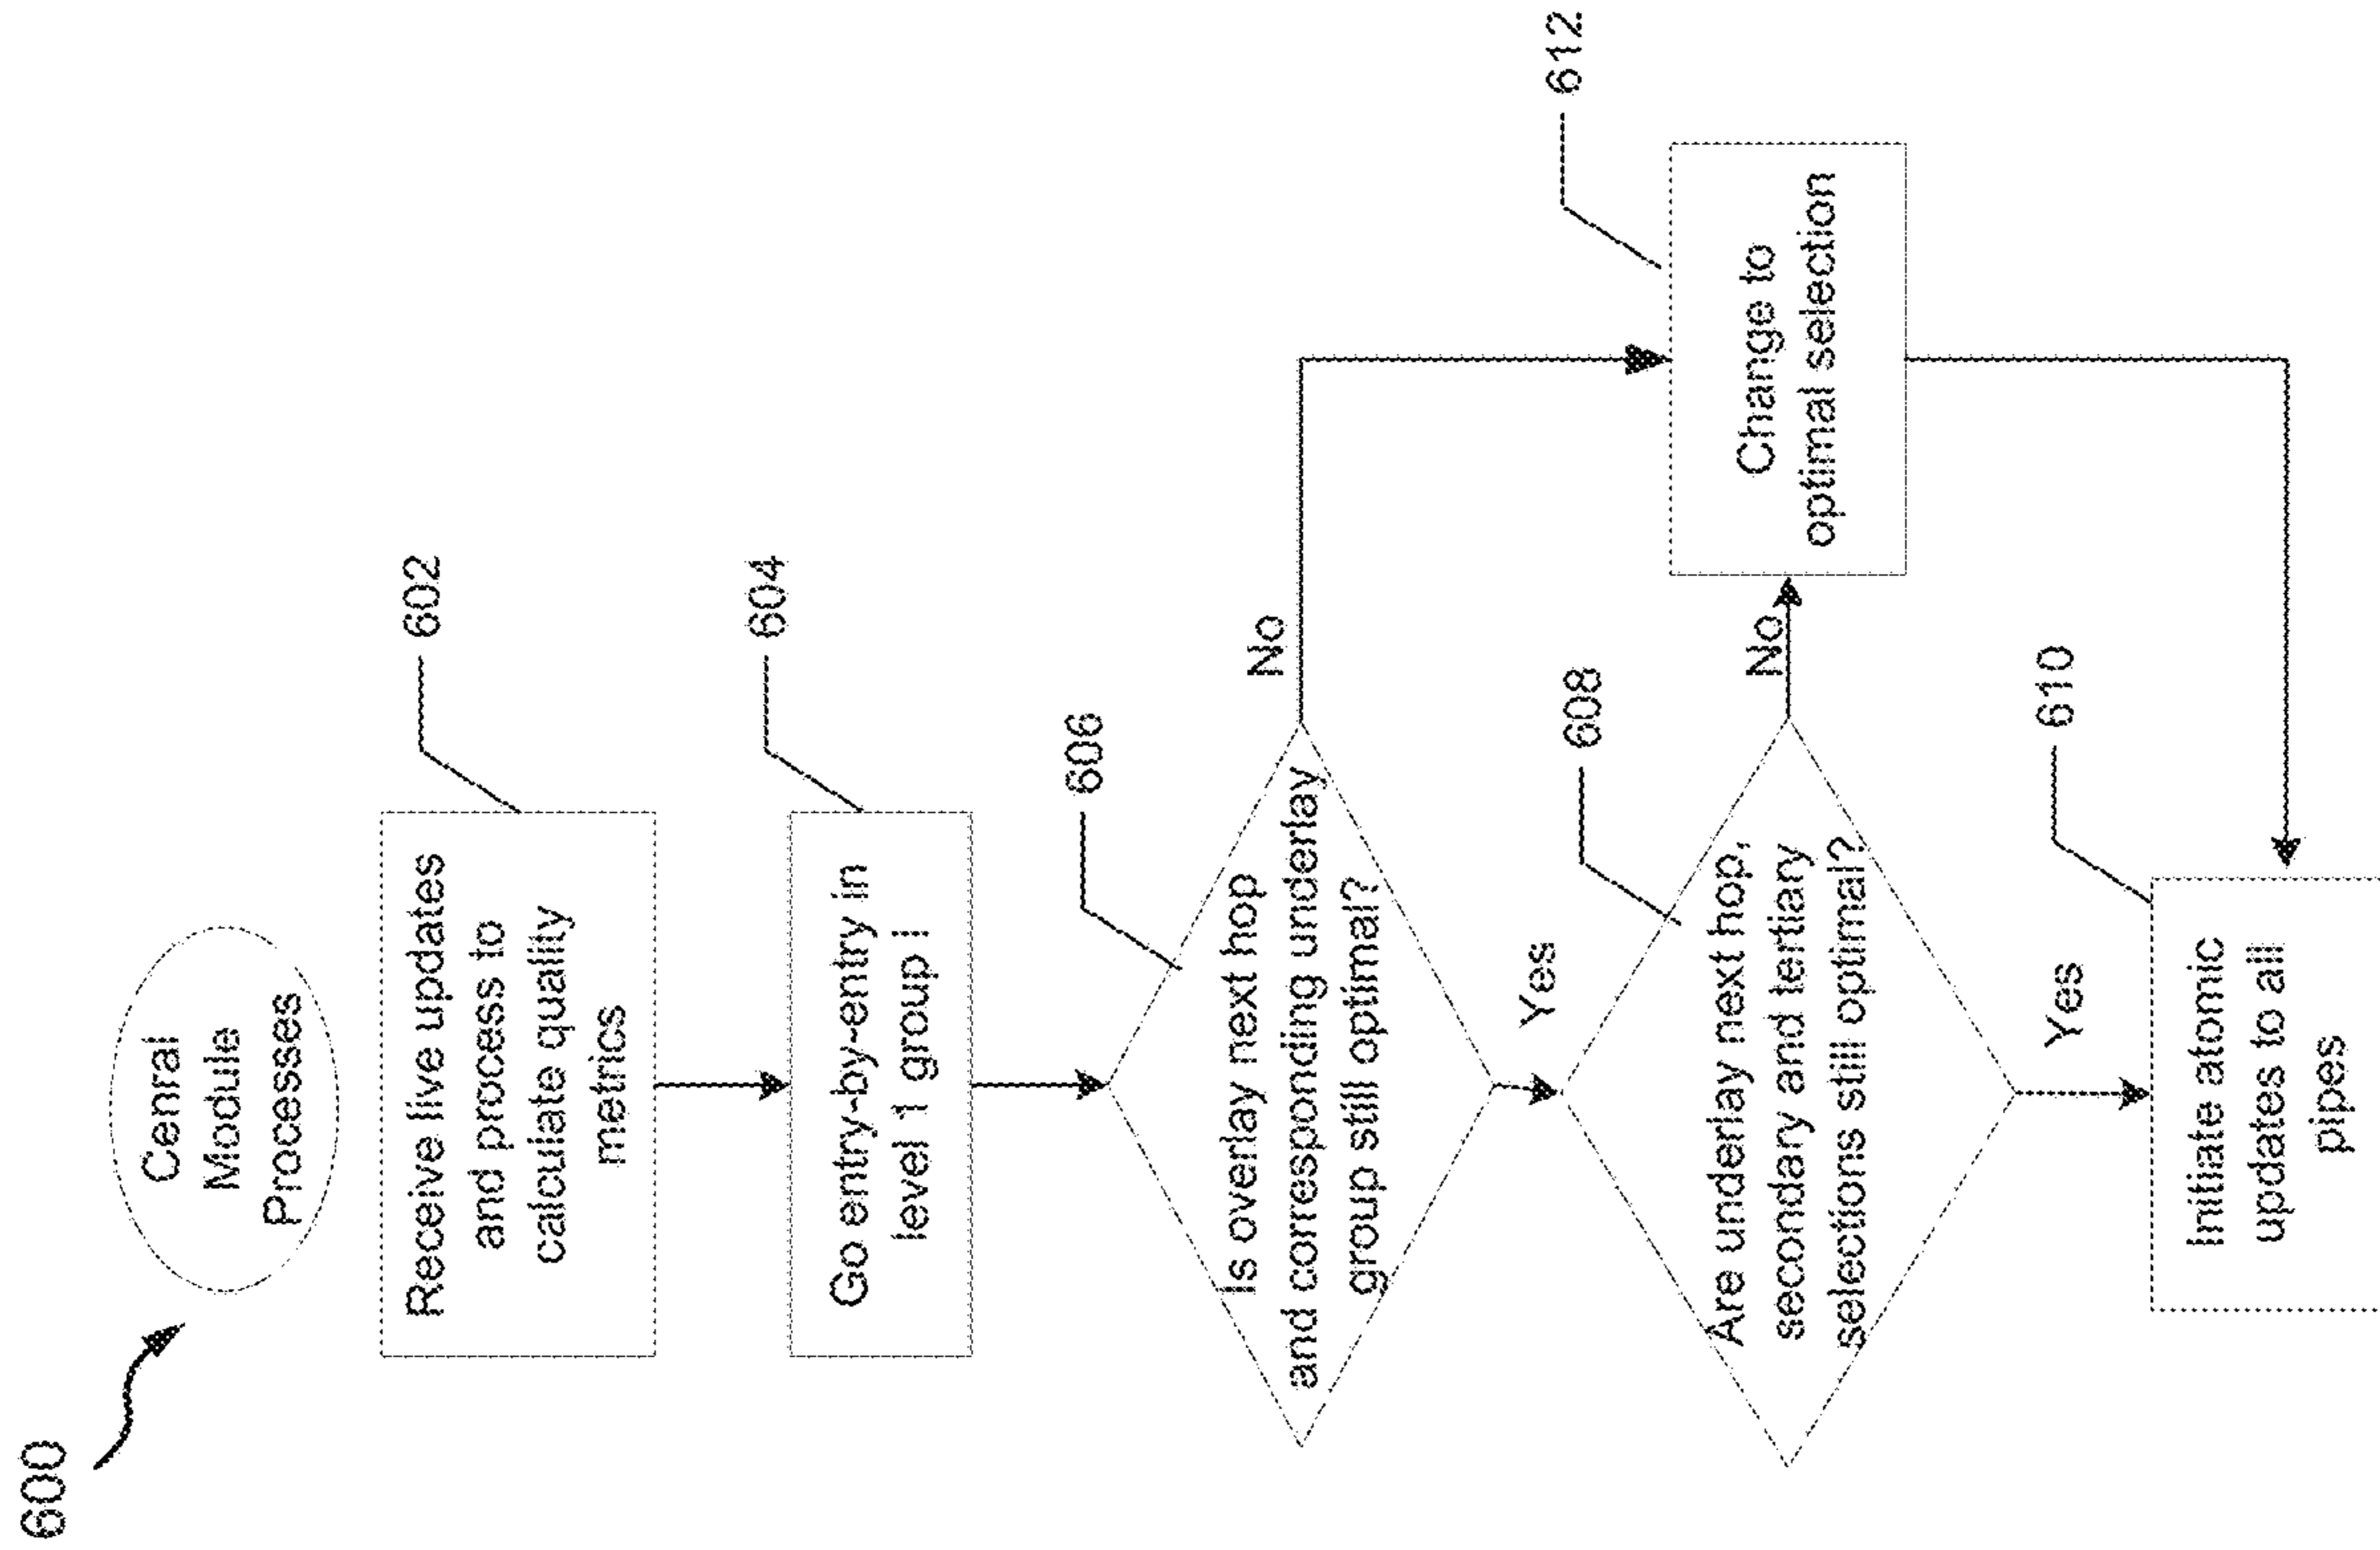 600
Cenral
Module
Processes
Receive live updates
and process to
calculate quality
metrics
602
Go entry-by-entry in
level 1 group I
604
Is overlay next hop
and corresponding underlay
group still optimal?
606
No
Yes
Are underlay next hop,
secondary and tertiary
selections still optimal?
608
No
Change to
optimal selection
612
Yes
Initiate atomic
updates to all
pipes
610